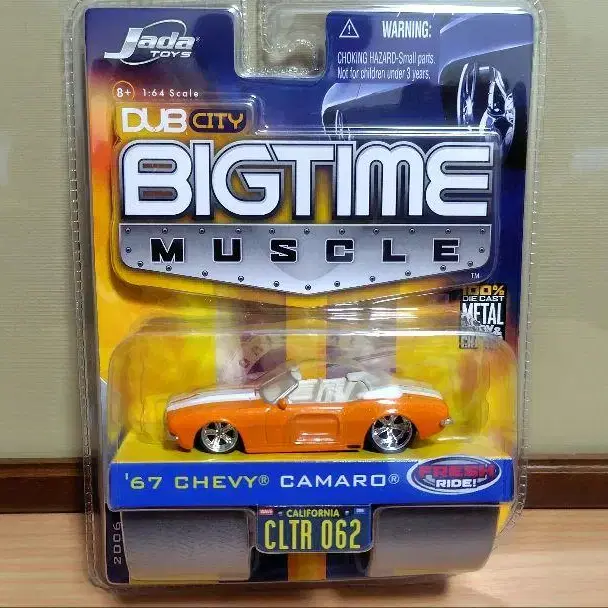 Jada®
TOYS
WARNING:
CHOKING HAZARD-Small parts.
Not for children under 3 years.
8+ 1:64 Scale
DUB CITY
BIGTIME
MUSCLE
TM
100%
DIE CAST
METAL
'67 CHEVY® CAMARO®
FRESH
RIDE!
2006
CALIFORNIA
CLTR 062